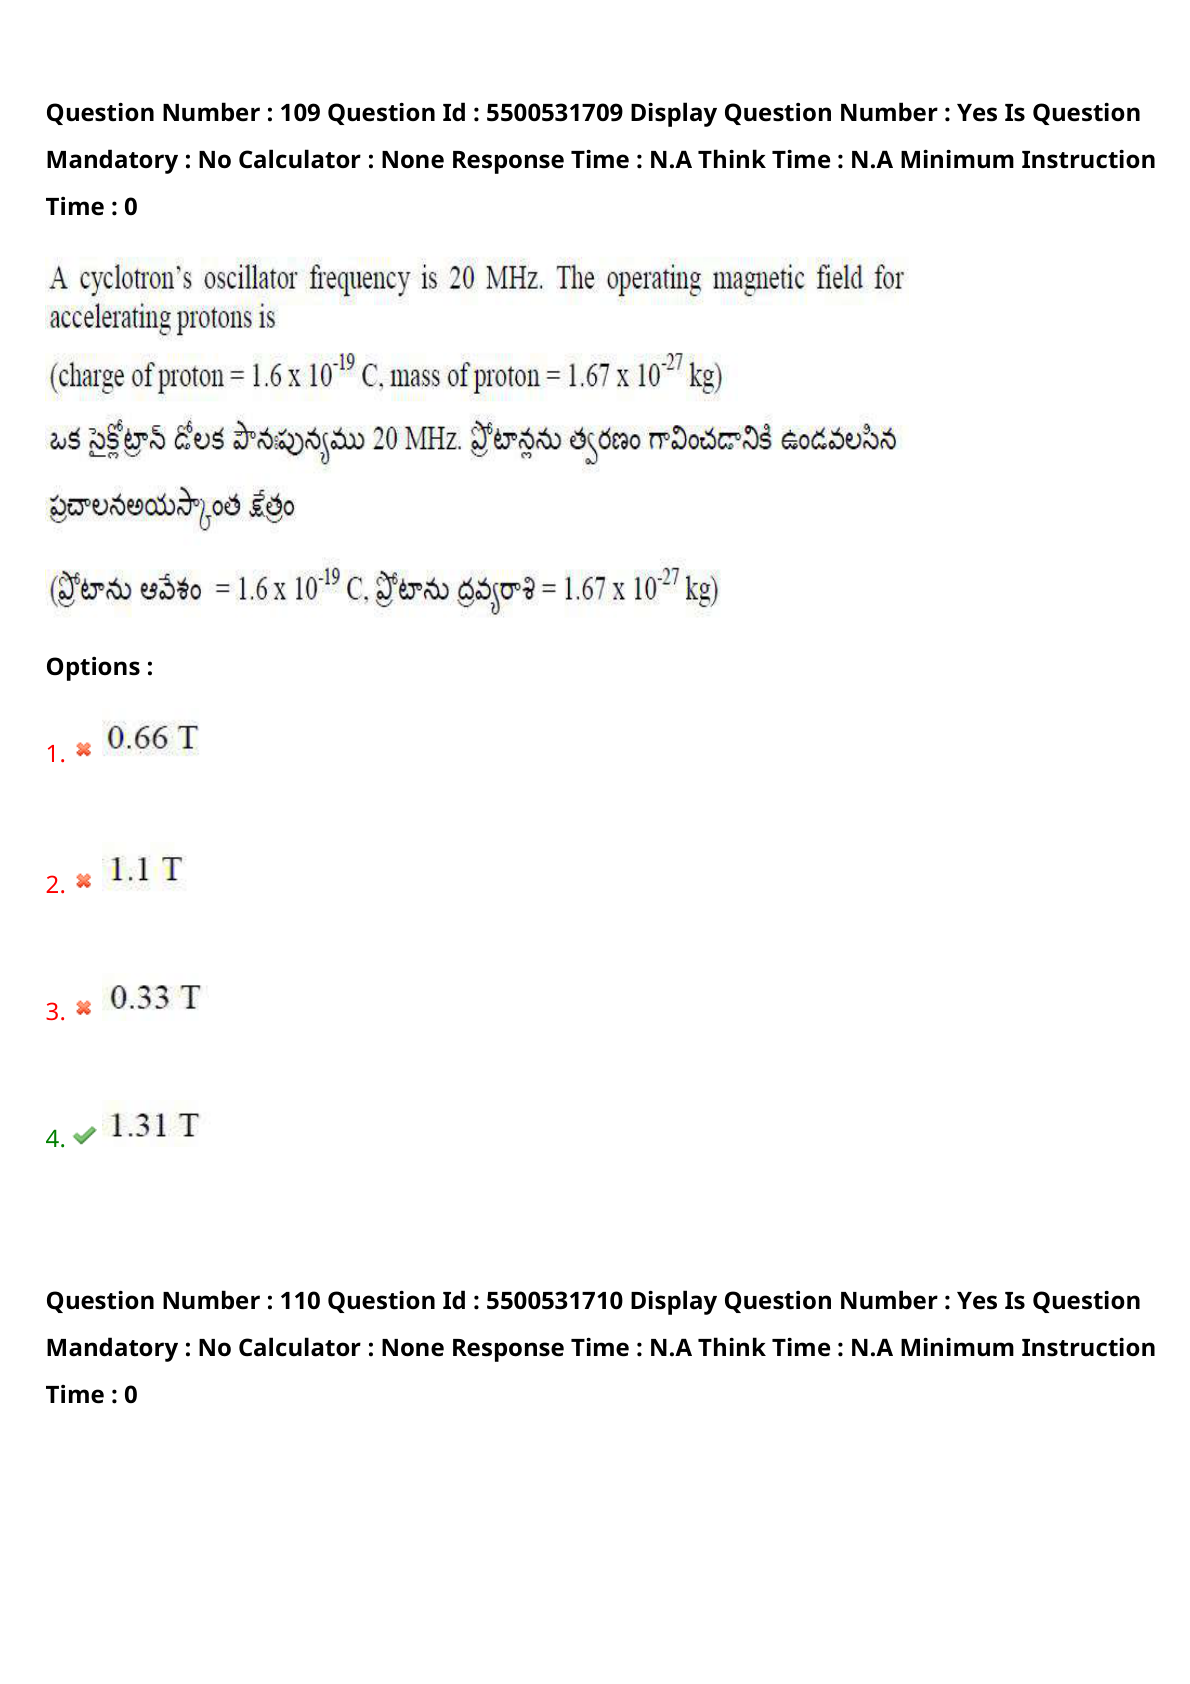 Question Number : 109 Question Id : 5500531709 Display Question Number : Yes Is Question
Mandatory : No Calculator : None Response Time : N.A Think Time : N.A Minimum Instruction
Time : 0
A cyclotron's oscillator frequency is 20 MHz. The operating magnetic field for
accelerating protons is
(charge of proton = 1.6 x 10⁻¹⁹ C, mass of proton = 1.67 x 10⁻²⁷ kg)
ఒక సైక్లోట్రాన్ డోలక పౌనఃపున్యము 20 MHz. ప్రోటాన్లను త్వరణం గావించడానికి ఉండవలసిన
ప్రచాలనఅయస్కాంత క్షేత్రం
(ప్రోటాను ఆవేశం = 1.6 x 10⁻¹⁹ C, ప్రోటాను ద్రవ్యరాశి = 1.67 x 10⁻²⁷ kg)
Options :
1. ✖ 0.66 T
2. ✖ 1.1 T
3. ✖ 0.33 T
4. ✔ 1.31 T
Question Number : 110 Question Id : 5500531710 Display Question Number : Yes Is Question
Mandatory : No Calculator : None Response Time : N.A Think Time : N.A Minimum Instruction
Time : 0